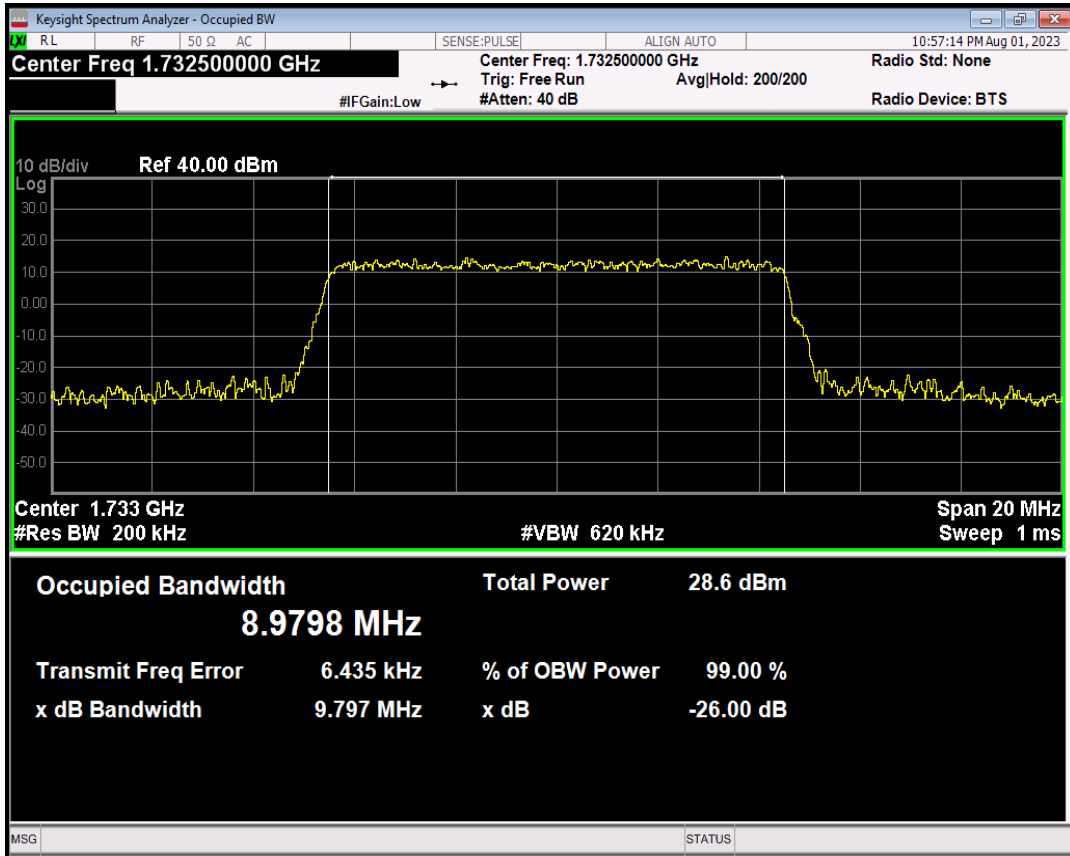 Keysight Spectrum Analyzer - Occupied BW
LXI RL RF 50 Ω AC SENSE:PULSE ALIGN AUTO 10:57:14 PM Aug 01, 2023
Center Freq 1.732500000 GHz Center Freq: 1.732500000 GHz Radio Std: None
Trig: Free Run Avg|Hold: 200/200
#IFGain:Low #Atten: 40 dB Radio Device: BTS
10 dB/div Ref 40.00 dBm
Log
30.0
20.0
10.0
0.00
-10.0
-20.0
-30.0
-40.0
-50.0
Center 1.733 GHz Span 20 MHz
#Res BW 200 kHz #VBW 620 kHz Sweep 1 ms
Occupied Bandwidth Total Power 28.6 dBm
8.9798 MHz
Transmit Freq Error 6.435 kHz % of OBW Power 99.00 %
x dB Bandwidth 9.797 MHz x dB -26.00 dB
MSG STATUS